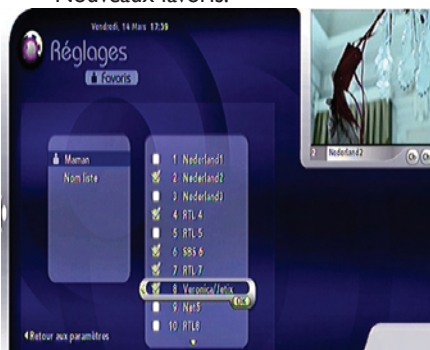 Nouveaux favoris.
Vendredi, 14 Mars 17:39
Réglages
Favoris
Maman
Nom liste
1 Nederland1
2 Nederland2
3 Nederland3
4 RTL 4
5 RTL 5
6 SBS 6
7 RTL 7
8 Veronica/Jetix
OK
9 Net5
10 RTL8
Retour aux paramètres
2 Nederland2